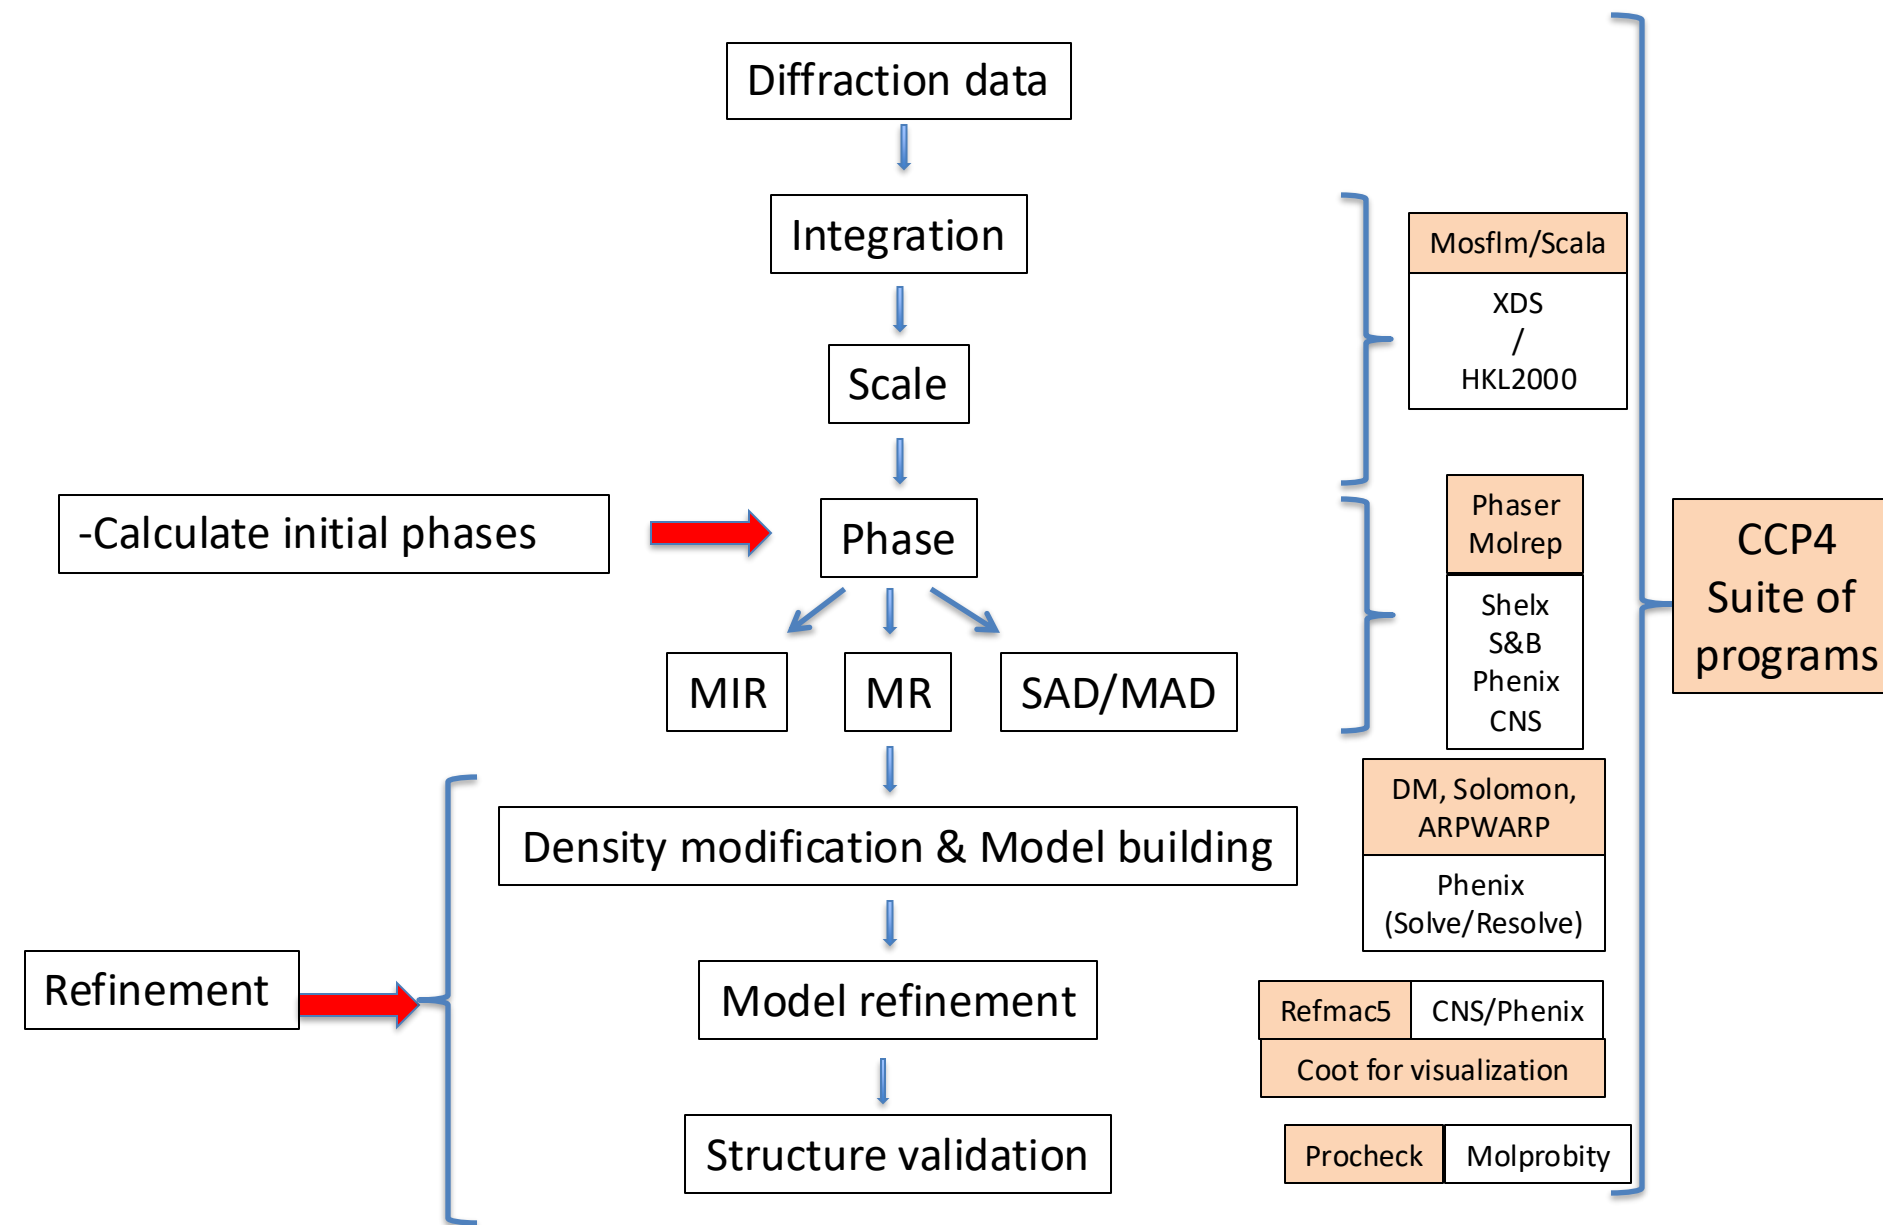 Diffraction data
Integration
Mosflm/Scala
XDS
/
HKL2000
Scale
-Calculate initial phases
Phase
Phaser
Molrep
Shelx
S&B
Phenix
CNS
CCP4
Suite of
programs
MIR
MR
SAD/MAD
Density modification & Model building
DM, Solomon,
ARPWARP
Phenix
(Solve/Resolve)
Refinement
Model refinement
Refmac5
CNS/Phenix
Coot for visualization
Structure validation
Procheck
Molprobity